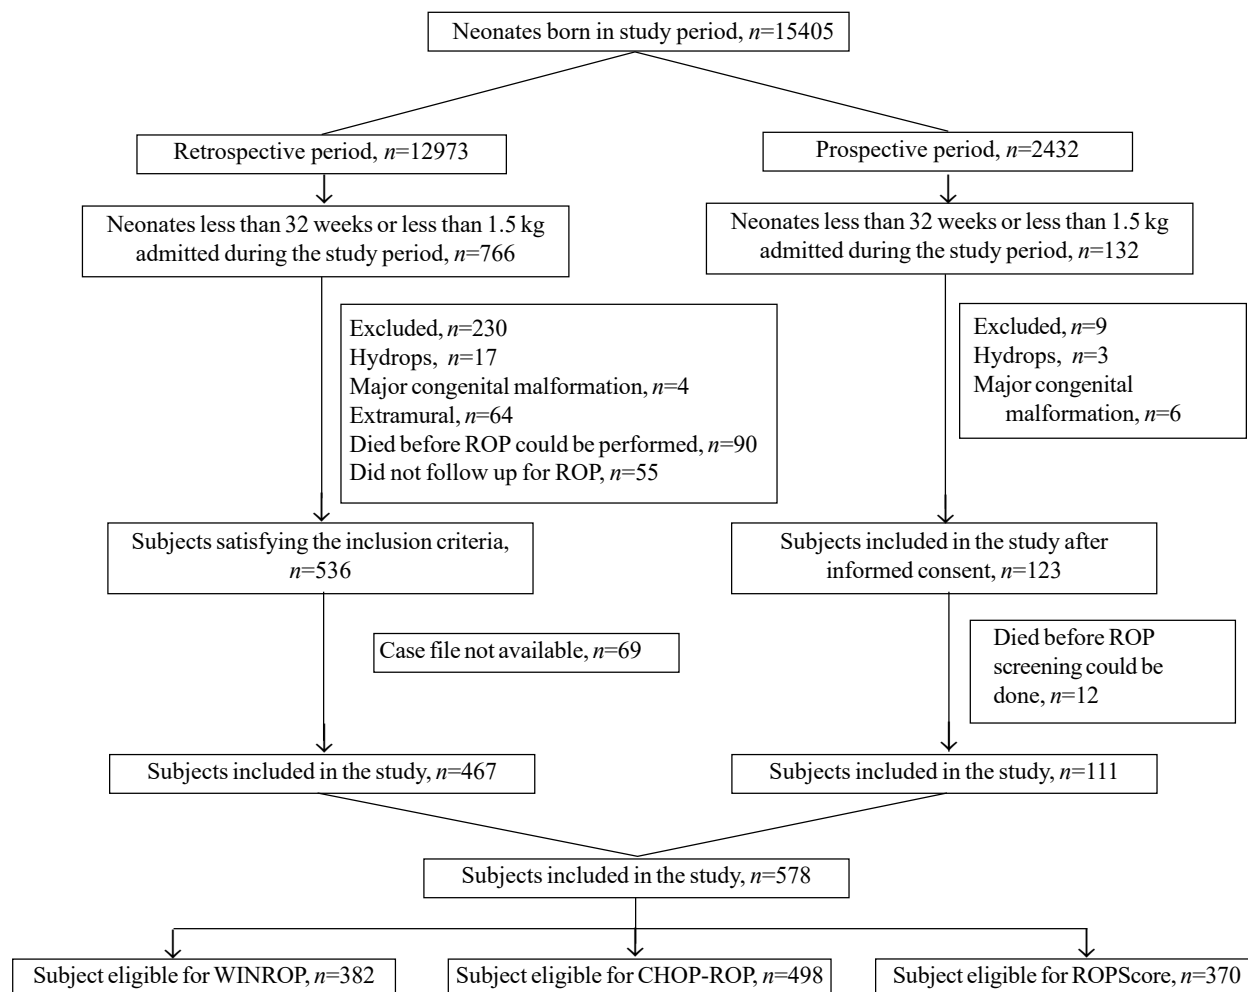 Neonates born in study period, n=15405
Retrospective period, n=12973
Prospective period, n=2432
Neonates less than 32 weeks or less than 1.5 kg
admitted during the study period, n=766
Neonates less than 32 weeks or less than 1.5 kg
admitted during the study period, n=132
Excluded, n=230
Hydrops, n=17
Major congenital malformation, n=4
Extramural, n=64
Died before ROP could be performed, n=90
Did not follow up for ROP, n=55
Excluded, n=9
Hydrops, n=3
Major congenital
malformation, n=6
Subjects satisfying the inclusion criteria,
n=536
Subjects included in the study after
informed consent, n=123
Case file not available, n=69
Died before ROP
screening could be
done, n=12
Subjects included in the study, n=467
Subjects included in the study, n=111
Subjects included in the study, n=578
Subject eligible for WINROP, n=382
Subject eligible for CHOP-ROP, n=498
Subject eligible for ROPScore, n=370